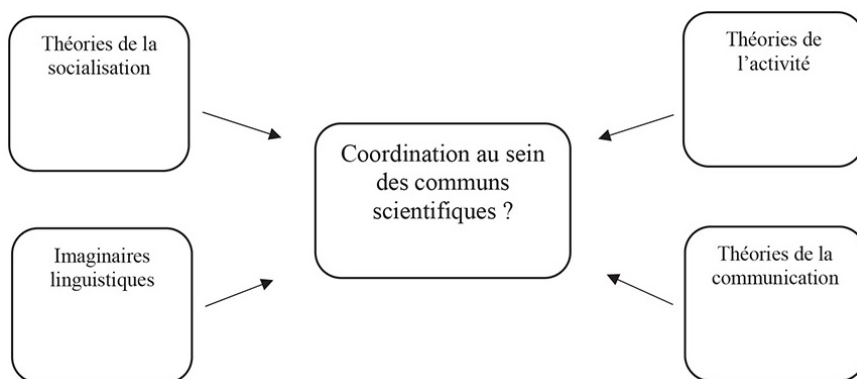 Théories de la
socialisation
Théories de
l’activité
Coordination au sein
des communs
scientifiques ?
Imaginaires
linguistiques
Théories de la
communication